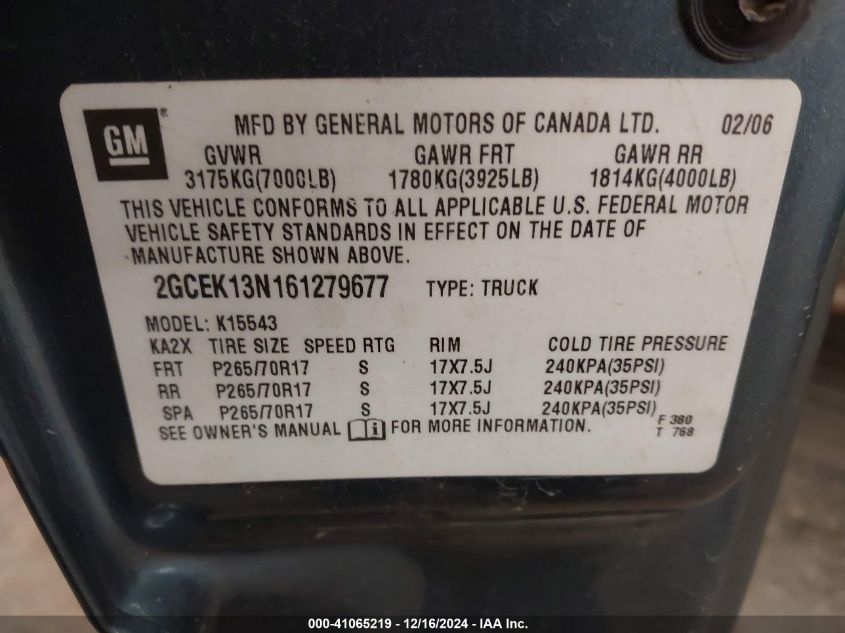 GM®
MFD BY GENERAL MOTORS OF CANADA LTD. 02/06
GVWR GAWR FRT GAWR RR
3175KG(7000LB) 1780KG(3925LB) 1814KG(4000LB)
THIS VEHICLE CONFORMS TO ALL APPLICABLE U.S. FEDERAL MOTOR
VEHICLE SAFETY STANDARDS IN EFFECT ON THE DATE OF
MANUFACTURE SHOWN ABOVE.
2GCEK13N161279677 TYPE: TRUCK
MODEL: K15543
KA2X TIRE SIZE SPEED RTG RIM COLD TIRE PRESSURE
FRT P265/70R17 S 17X7.5J 240KPA(35PSI)
RR P265/70R17 S 17X7.5J 240KPA(35PSI)
SPA P265/70R17 S 17X7.5J 240KPA(35PSI)
SEE OWNER'S MANUAL i FOR MORE INFORMATION.
F 380
T 768
000-41065219 - 12/16/2024 - IAA Inc.